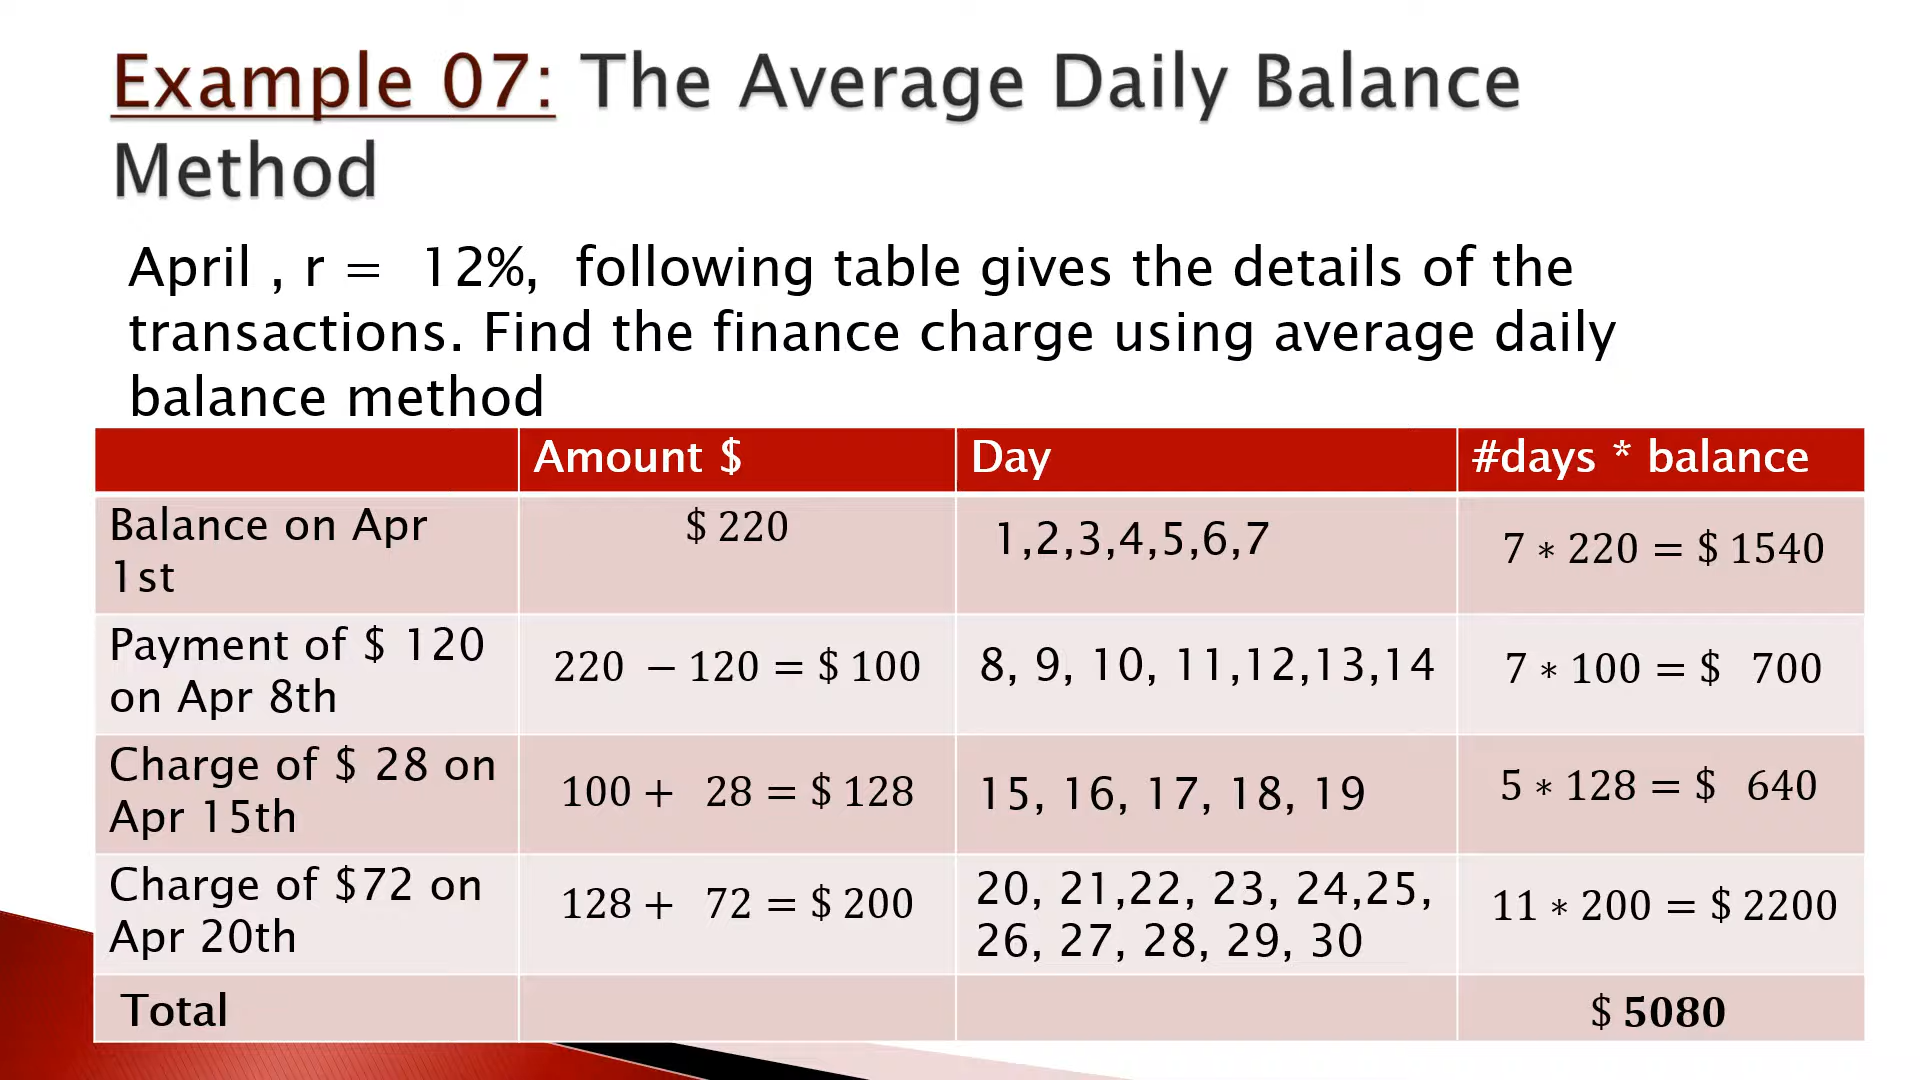 Example 07: The Average Daily Balance
Method
April , r = 12%, following table gives the details of the
transactions. Find the finance charge using average daily
balance method
Amount $ Day #days * balance
Balance on Apr
1st
$ 220
1,2,3,4,5,6,7
7 * 220 = $ 1540
Payment of $ 120
on Apr 8th
220 − 120 = $ 100
8, 9, 10, 11,12,13,14
7 * 100 = $ 700
Charge of $ 28 on
Apr 15th
100 + 28 = $ 128
15, 16, 17, 18, 19
5 * 128 = $ 640
Charge of $72 on
Apr 20th
128 + 72 = $ 200
20, 21,22, 23, 24,25,
26, 27, 28, 29, 30
11 * 200 = $ 2200
Total $ 5080